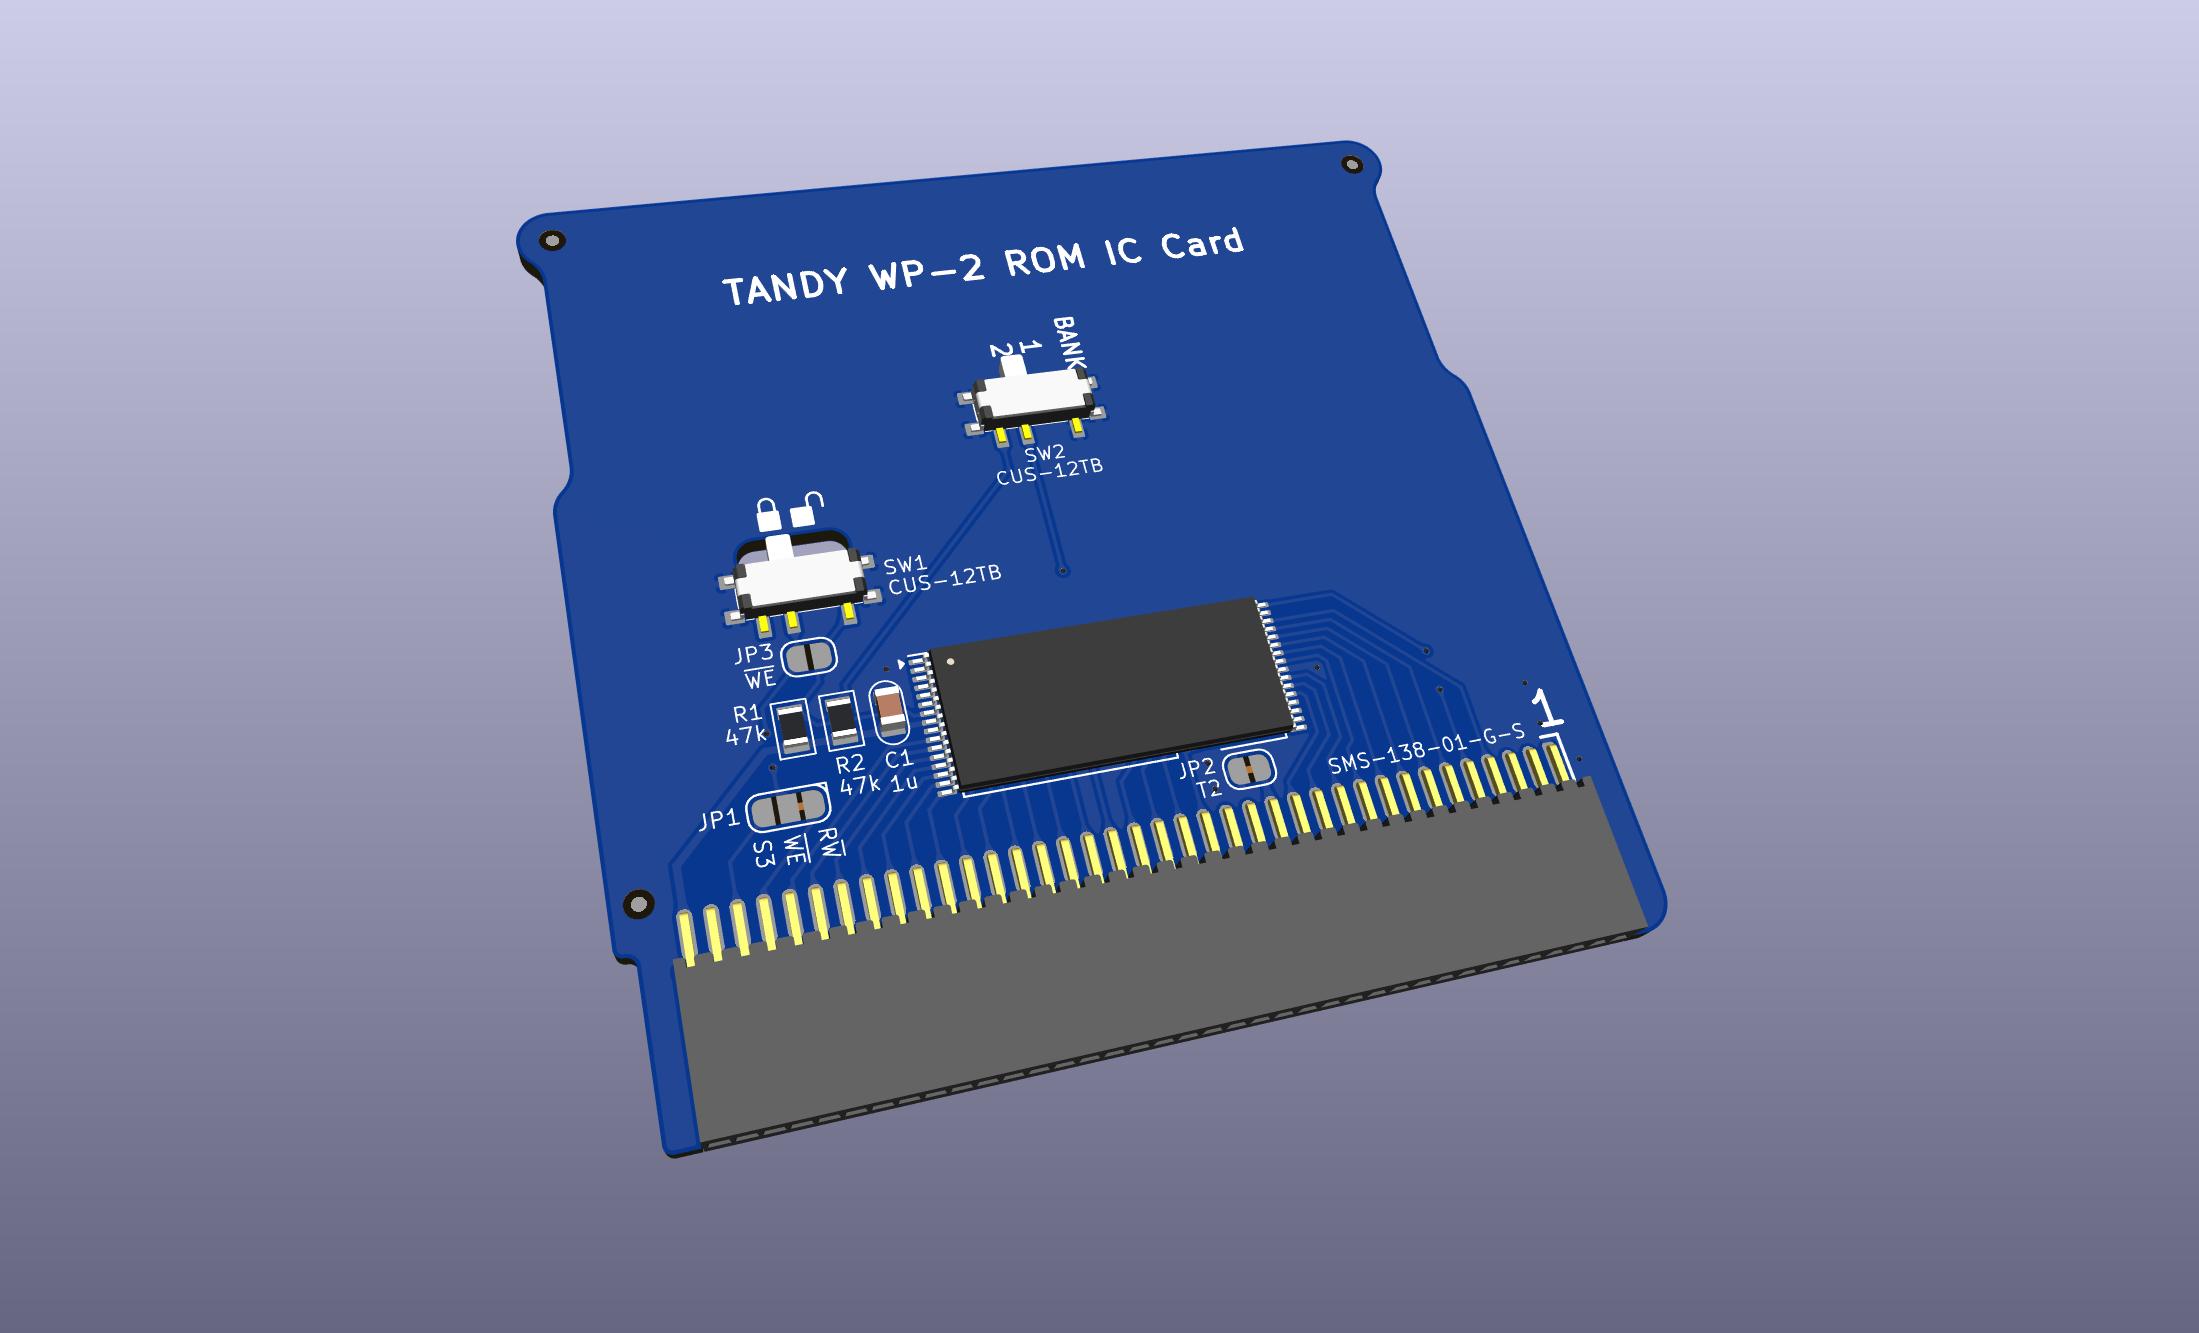 TANDY WP-2 ROM IC Card
BANK
1
2
SW2
CUS-12TB
SW1
CUS-12TB
JP3
WE
R1
47k
R2
47k
C1
1u
JP1
S3
WE
RW
JP2
T2
SMS-138-01-G-S
1